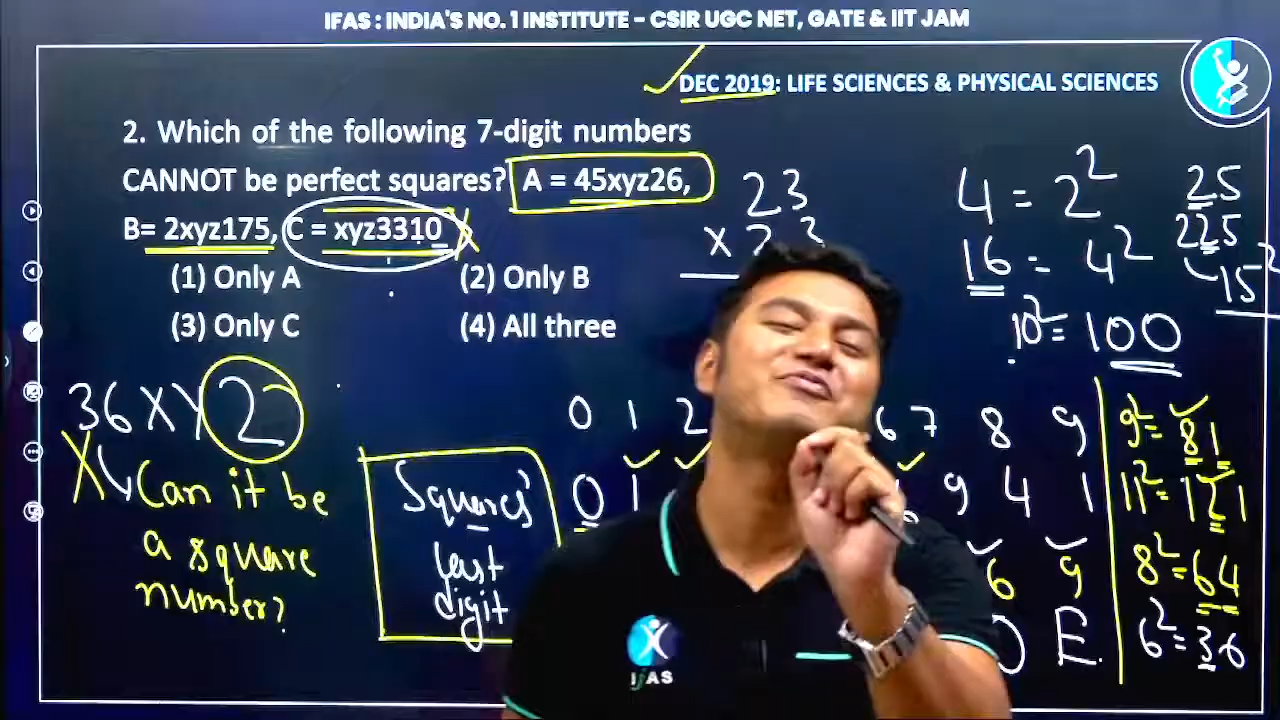 IFAS : INDIA'S NO. 1 INSTITUTE – CSIR UGC NET, GATE & IIT JAM
DEC 2019: LIFE SCIENCES & PHYSICAL SCIENCES
2. Which of the following 7-digit numbers
CANNOT be perfect squares? A = 45xyz26,
B= 2xyz175, C = xyz3310
(1) Only A (2) Only B
(3) Only C (4) All three
23
x 23
4 = 2²
16 = 4²
10² = 100
25
225
15²
36XY2
X
Can it be
a square
number?
Squares'
last
digit
0 1 2 6 7 8 9
0 1 9 4 1
6 9
O E
9² = 81
11² = 121
8² = 64
6² = 36
IFAS